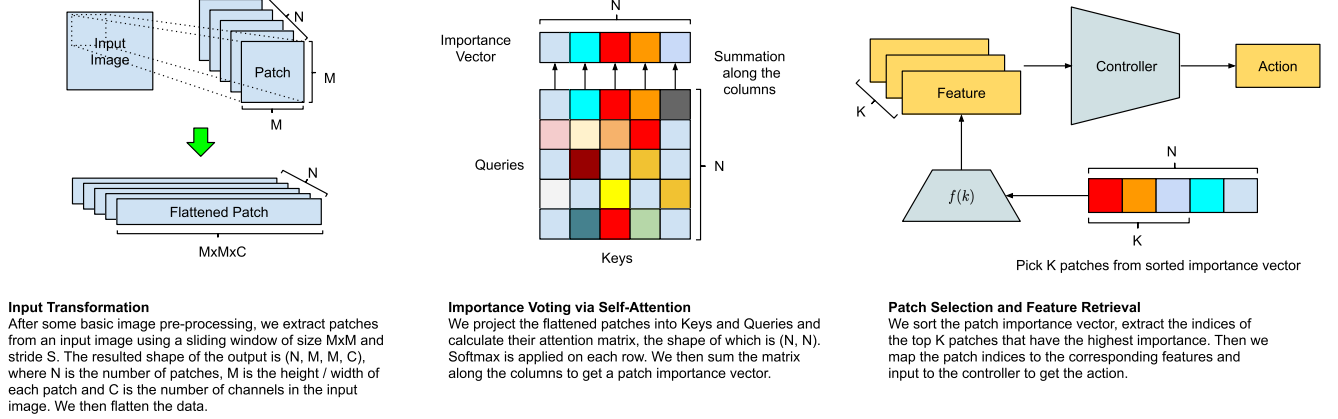 Input
Image
N
Patch
M
M
N
Flattened Patch
MxMxC
N
Importance
Vector
Summation
along the
columns
Queries
N
Keys
Feature
K
Controller
Action
f(k)
N
K
Pick K patches from sorted importance vector
Input Transformation
After some basic image pre-processing, we extract patches
from an input image using a sliding window of size MxM and
stride S. The resulted shape of the output is (N, M, M, C),
where N is the number of patches, M is the height / width of
each patch and C is the number of channels in the input
image. We then flatten the data.
Importance Voting via Self-Attention
We project the flattened patches into Keys and Queries and
calculate their attention matrix, the shape of which is (N, N).
Softmax is applied on each row. We then sum the matrix
along the columns to get a patch importance vector.
Patch Selection and Feature Retrieval
We sort the patch importance vector, extract the indices of
the top K patches that have the highest importance. Then we
map the patch indices to the corresponding features and
input to the controller to get the action.